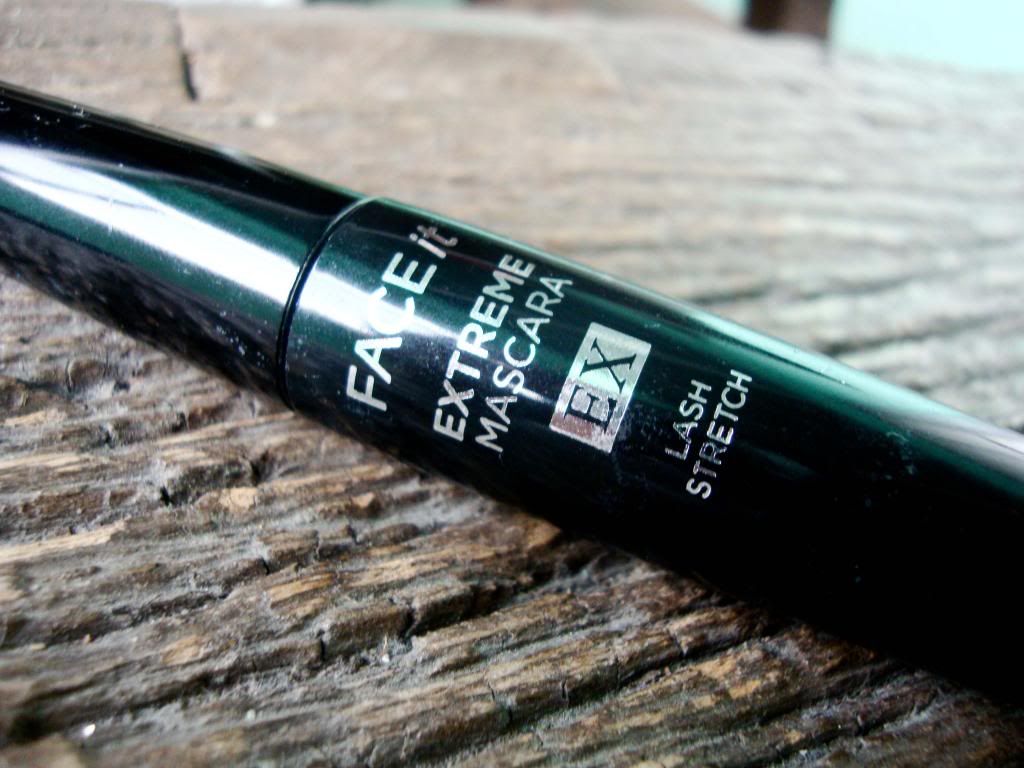 FACE it
EXTREME
MASCARA
EX
LASH
STRETCH